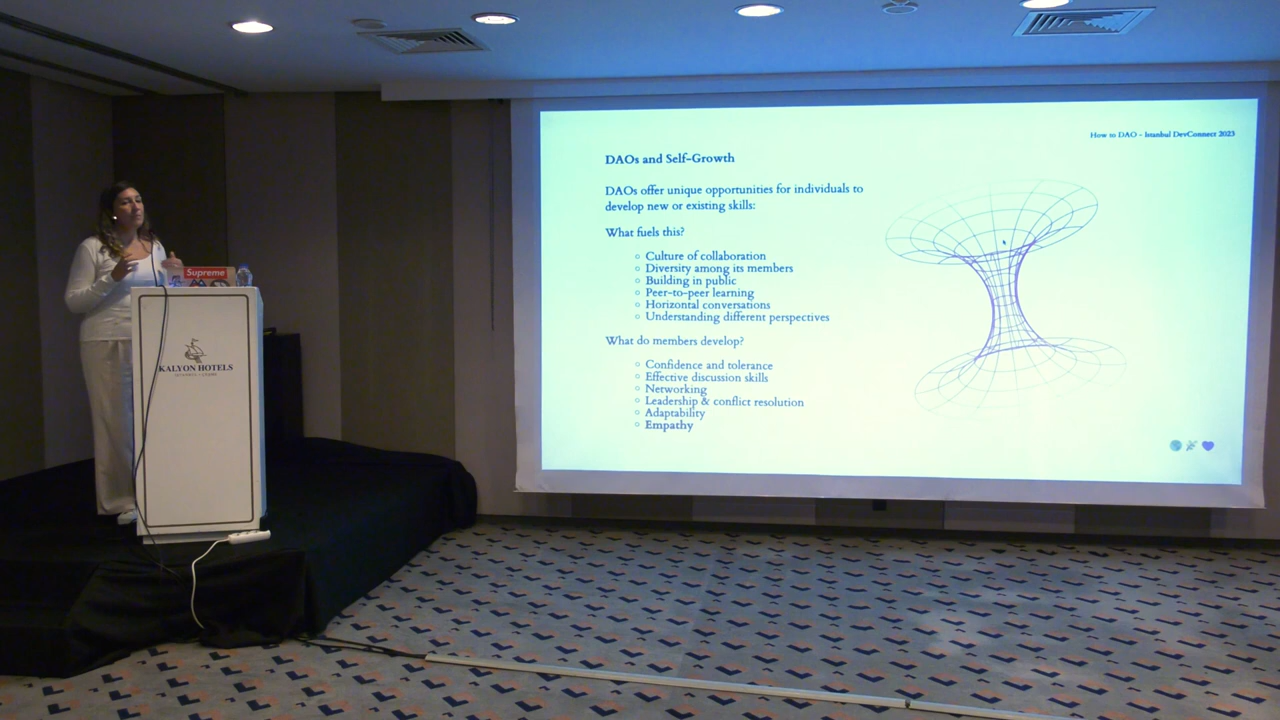 How to DAO - Istanbul DevConnect 2023
DAOs and Self-Growth
DAOs offer unique opportunities for individuals to
develop new or existing skills:
What fuels this?
Culture of collaboration
Diversity among its members
Building in public
Peer-to-peer learning
Horizontal conversations
Understanding different perspectives
What do members develop?
Confidence and tolerance
Effective discussion skills
Networking
Leadership & conflict resolution
Adaptability
Empathy
Supreme
KALYON HOTELS